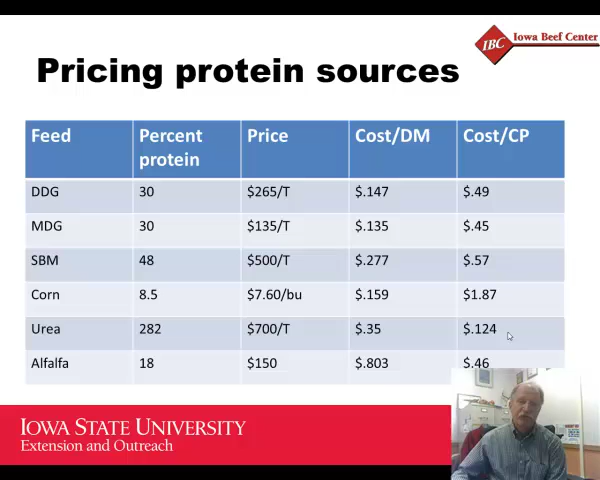 IBC Iowa Beef Center
Pricing protein sources
Feed Percent protein Price Cost/DM Cost/CP
DDG 30 $265/T $.147 $.49
MDG 30 $135/T $.135 $.45
SBM 48 $500/T $.277 $.57
Corn 8.5 $7.60/bu $.159 $1.87
Urea 282 $700/T $.35 $.124
Alfalfa 18 $150 $.803 $.46
IOWA STATE UNIVERSITY
Extension and Outreach